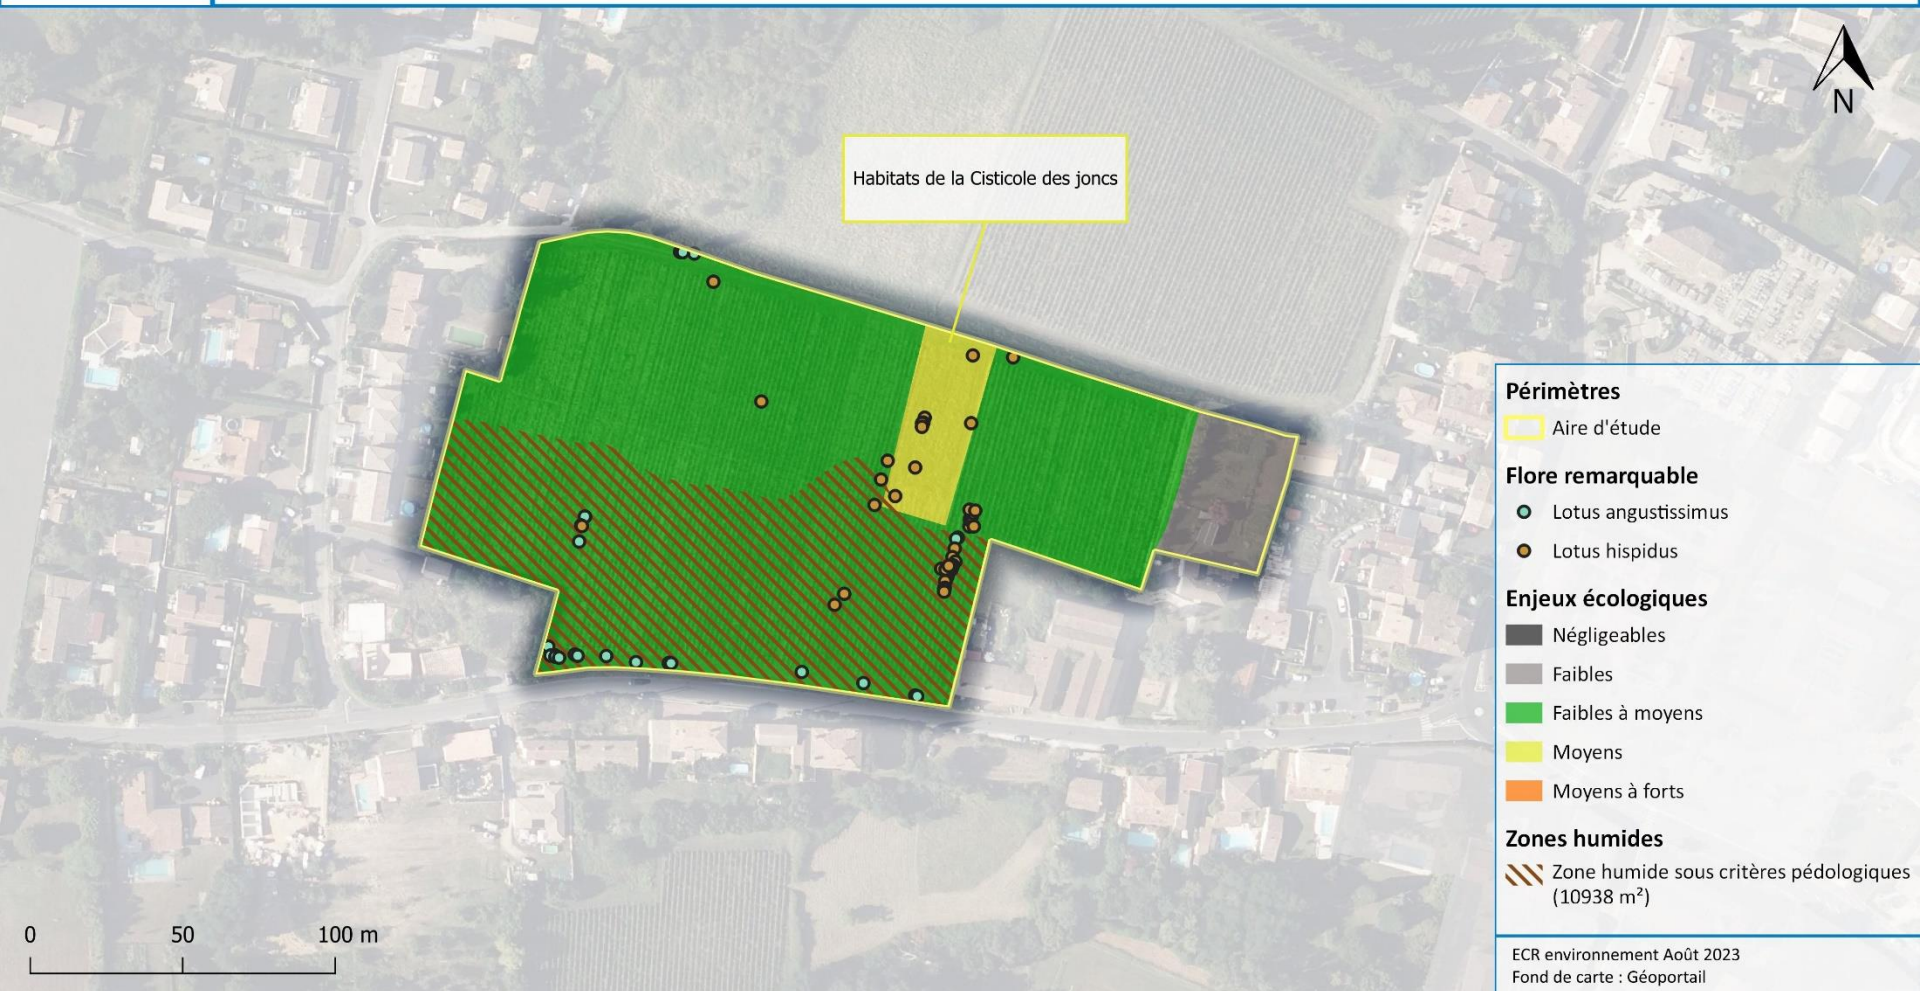 N
Habitats de la Cisticole des joncs
Périmètres
Aire d'étude
Flore remarquable
Lotus angustissimus
Lotus hispidus
Enjeux écologiques
Négligeables
Faibles
Faibles à moyens
Moyens
Moyens à forts
Zones humides
Zone humide sous critères pédologiques
(10938 m²)
0 50 100 m
ECR environnement Août 2023
Fond de carte : Géoportail